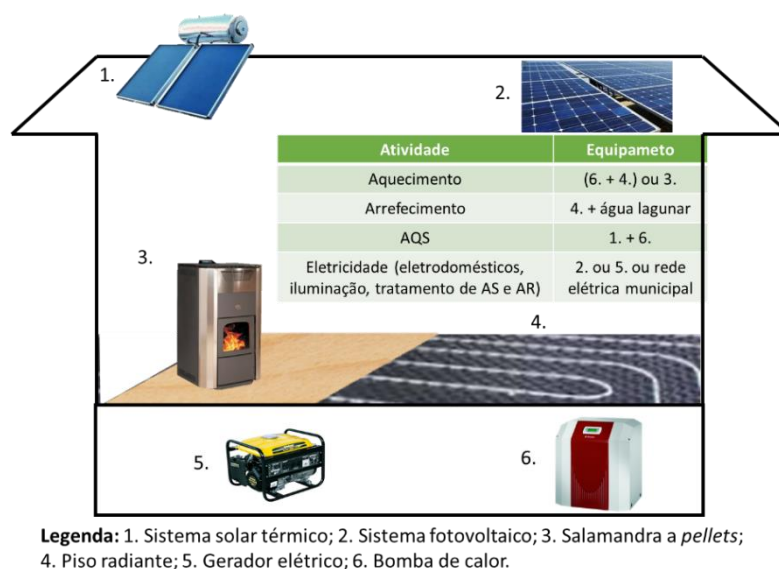 1.
2.
Atividade Equipameto
Aquecimento (6. + 4.) ou 3.
Arrefecimento 4. + água lagunar
AQS 1. + 6.
Eletricidade (eletrodomésticos, 2. ou 5. ou rede
iluminação, tratamento de AS e AR) elétrica municipal
3.
4.
5.
6.
Legenda: 1. Sistema solar térmico; 2. Sistema fotovoltaico; 3. Salamandra a pellets;
4. Piso radiante; 5. Gerador elétrico; 6. Bomba de calor.